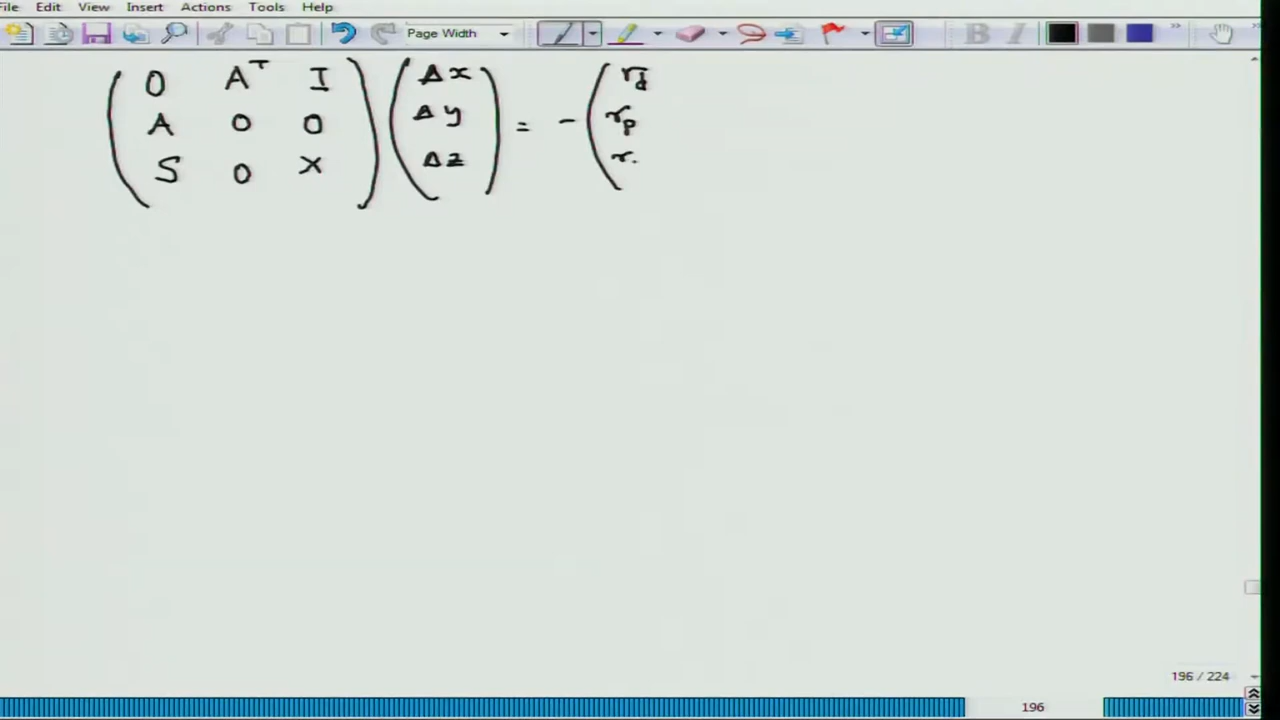 File Edit View Insert Actions Tools Help
Page Width B I
( 0 Aᵀ I ) ( Δx ) ( r_d
( A 0 0 ) ( Δy ) = - ( r_p
( S 0 X ) ( Δz ) ( r.
196 / 224
196